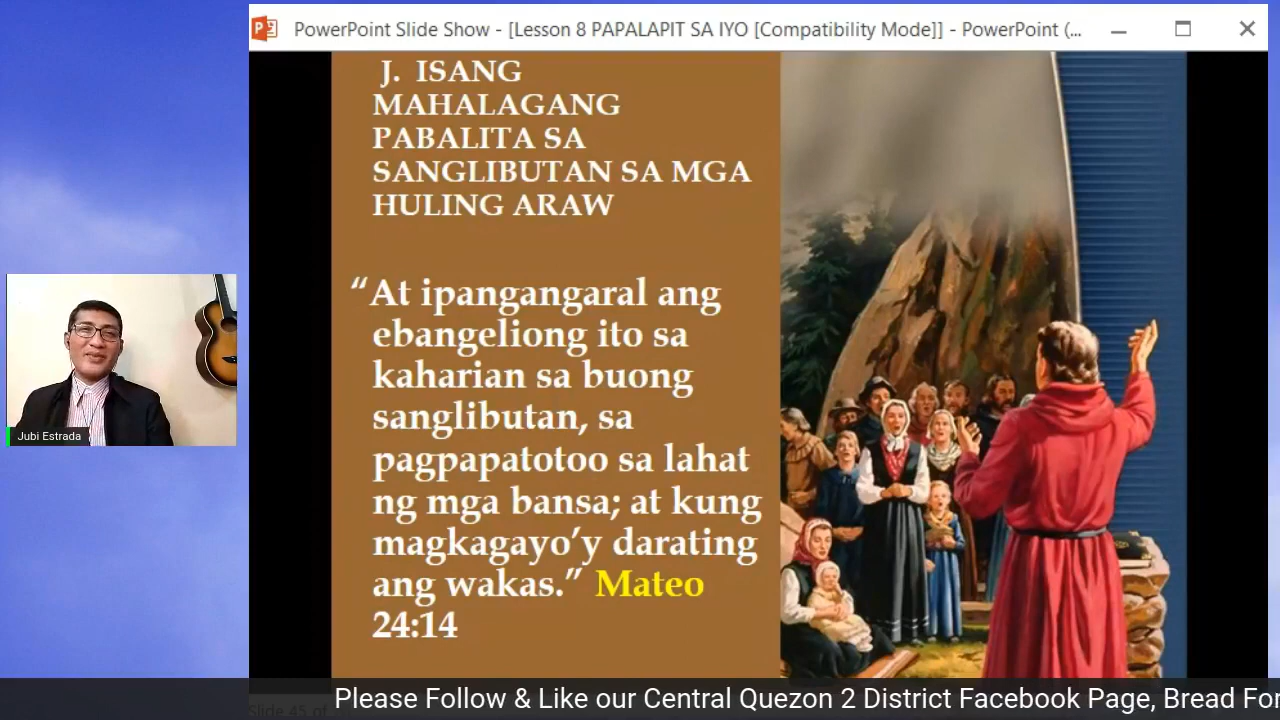 PowerPoint Slide Show - [Lesson 8 PAPALAPIT SA IYO [Compatibility Mode]] - PowerPoint (...
J. ISANG
MAHALAGANG
PABALITA SA
SANGLIBUTAN SA MGA
HULING ARAW
“At ipangangaral ang
ebangeliong ito sa
kaharian sa buong
sanglibutan, sa
pagpapatotoo sa lahat
ng mga bansa; at kung
magkagayo’y darating
ang wakas.” Mateo
24:14
Jubi Estrada
Please Follow & Like our Central Quezon 2 District Facebook Page, Bread For
Slide 45 of